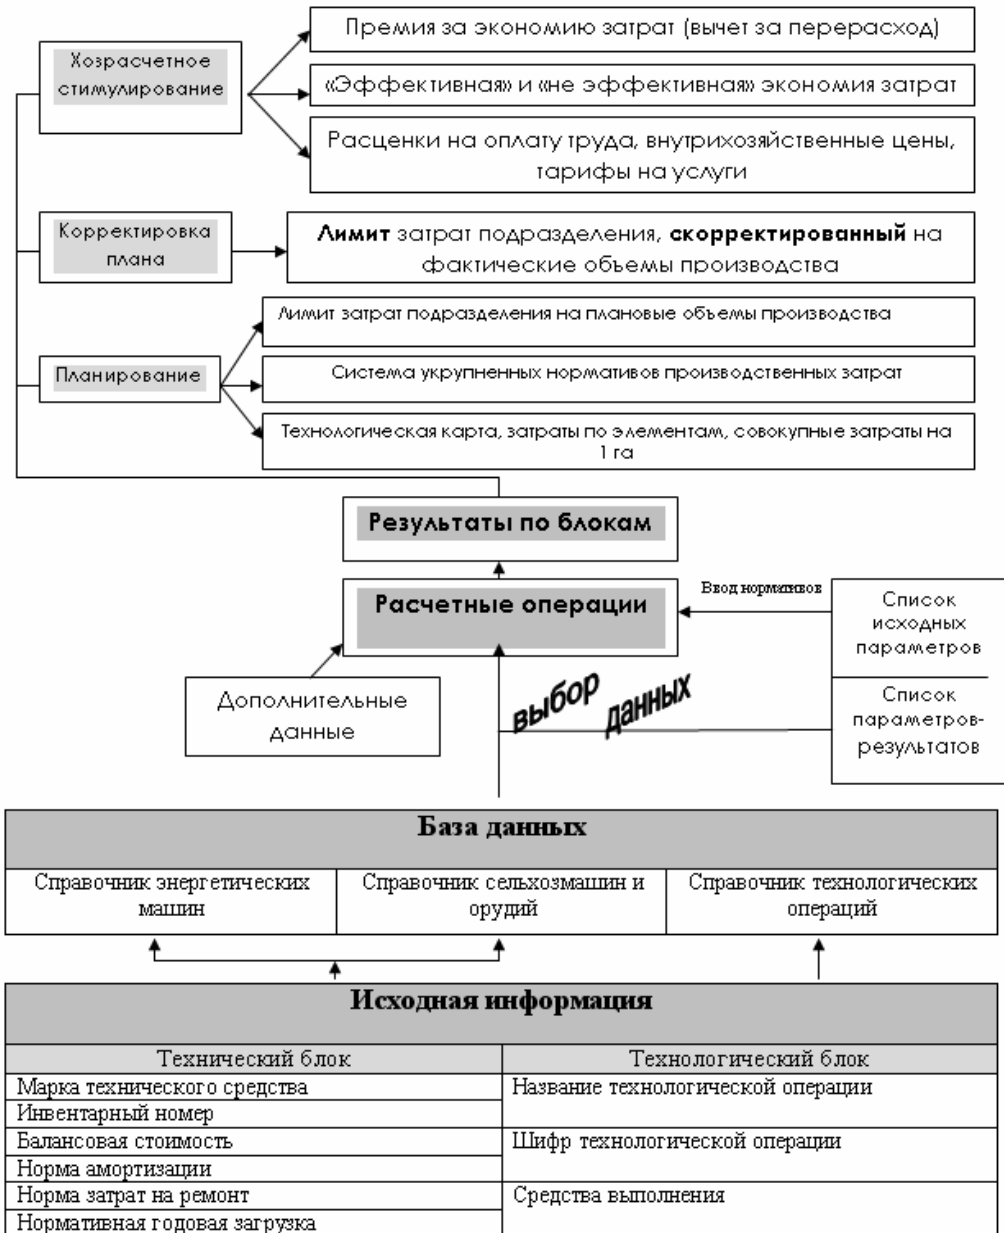 Хозрасчетное
стимулирование
Премия за экономию затрат (вычет за перерасход)
«Эффективная» и «не эффективная» экономия затрат
Расценки на оплату труда, внутрихозяйственные цены,
тарифы на услуги
Корректировка
плана
Лимит затрат подразделения, скорректированный на
фактические объемы производства
Планирование
Лимит затрат подразделения на плановые объемы производства
Система укрупненных нормативов производственных затрат
Технологическая карта, затраты по элементам, совокупные затраты на
1 га
Результаты по блокам
Расчетные операции
Ввод нормативов
Список
исходных
параметров
Дополнительные
данные
выбор
данных
Список
параметров-
результатов
База данных
Справочник энергетических
машин
Справочник сельхозмашин и
орудий
Справочник технологических
операций
Исходная информация
Технический блок
Технологический блок
Марка технического средства
Название технологической операции
Инвентарный номер
Балансовая стоимость
Шифр технологической операции
Норма амортизации
Норма затрат на ремонт
Средства выполнения
Нормативная годовая загрузка